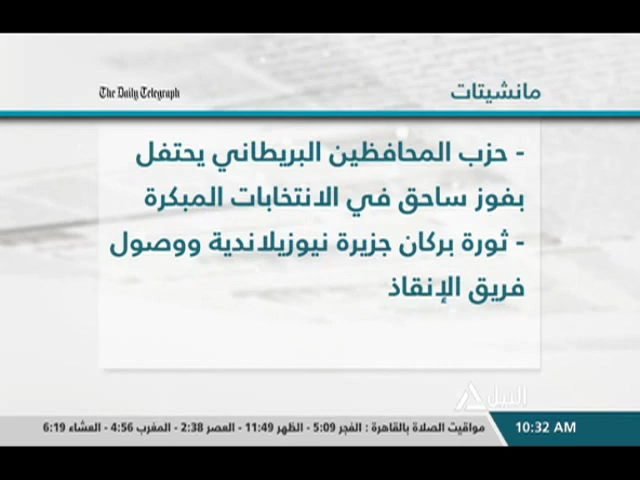 The Daily Telegraph
مانشيتات
- حزب المحافظين البريطاني يحتفل
بفوز ساحق في الانتخابات المبكرة
- ثورة بركان جزيرة نيوزيلاندية ووصول
فريق الإنقاذ
النيل
مواقيت الصلاة بالقاهرة : الفجر 5:09 - الظهر 11:49 - العصر 2:38 - المغرب 4:56 - العشاء 6:19
10:32 AM